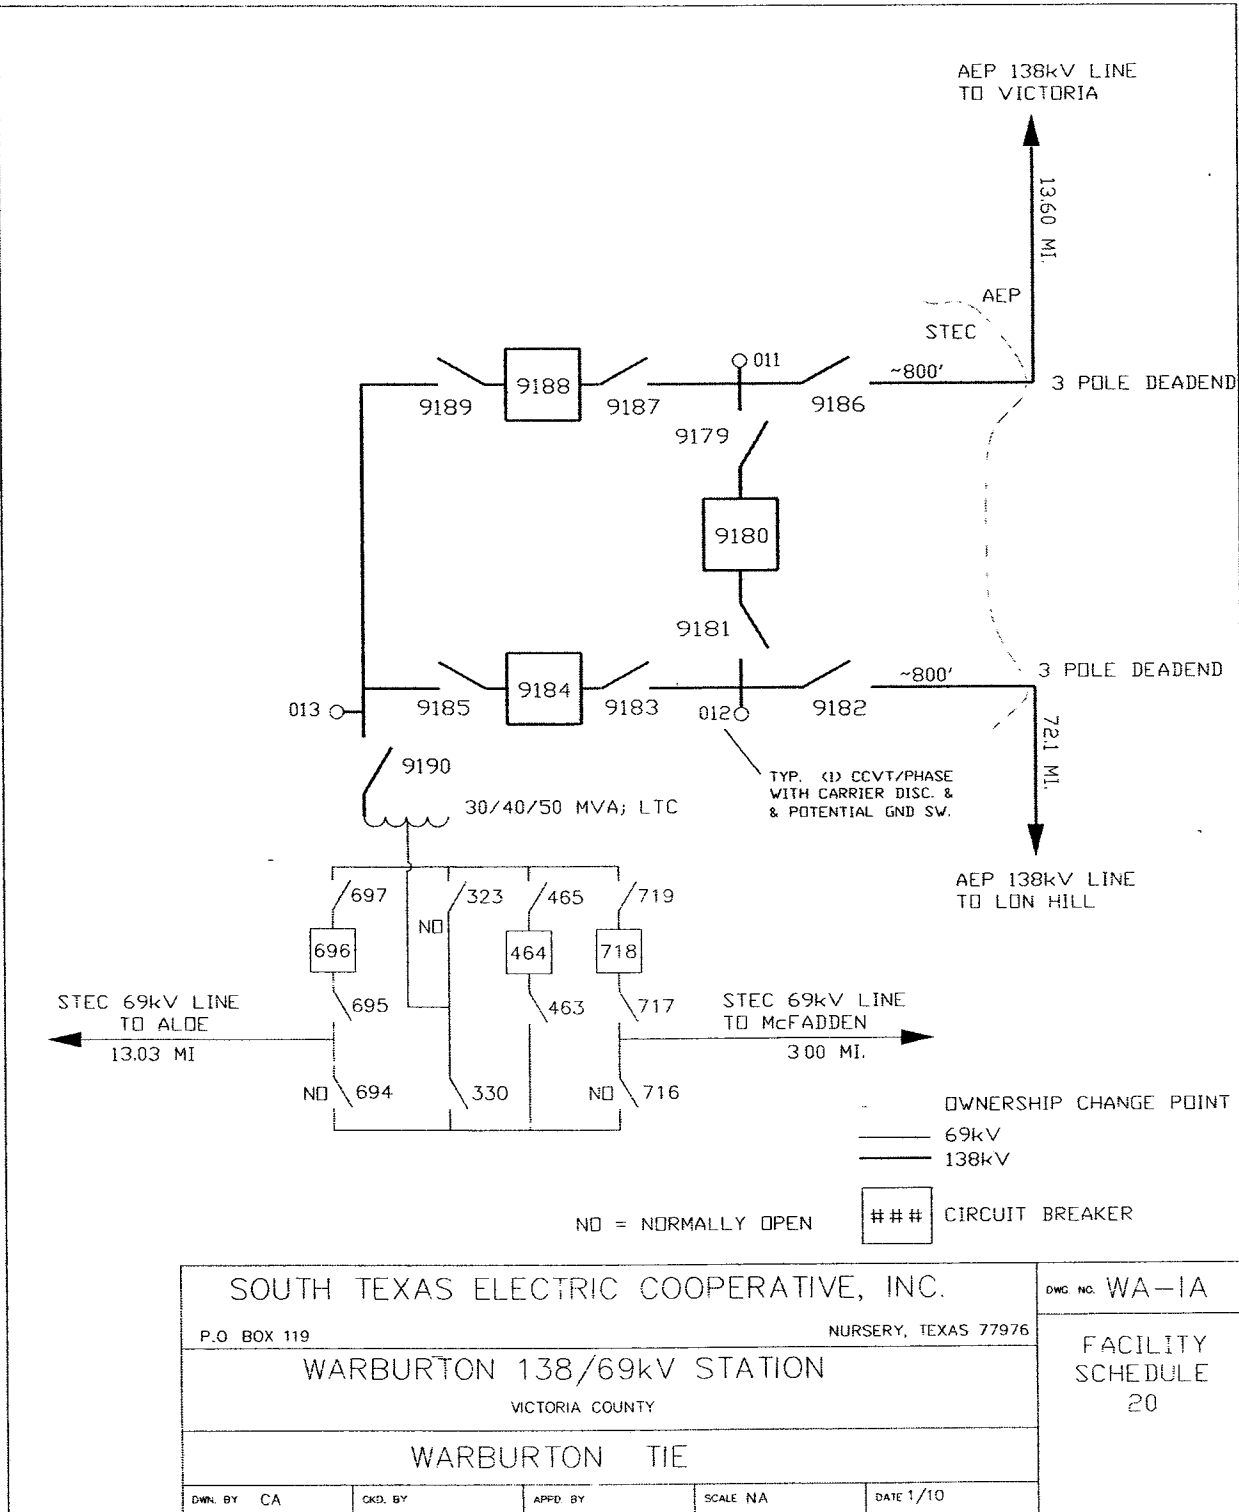 AEP 138kV LINE
TO VICTORIA
13.60 MI.
AEP
STEC
011
~800'
3 POLE DEADEND
9188
9189
9187
9186
9179
9180
9181
~800'
3 POLE DEADEND
9184
013
9185
9183
012
9182
72.1 MI.
9190
TYP. (1) CCVT/PHASE
WITH CARRIER DISC. &
& POTENTIAL GND SW.
30/40/50 MVA; LTC
AEP 138kV LINE
TO LON HILL
697
323
465
719
NO
696
464
718
STEC 69kV LINE
TO ALOE
13.03 MI
695
463
717
STEC 69kV LINE
TO McFADDEN
3.00 MI.
NO
694
330
NO
716
OWNERSHIP CHANGE POINT
69kV
138kV
NO = NORMALLY OPEN
###
CIRCUIT BREAKER
SOUTH TEXAS ELECTRIC COOPERATIVE, INC.
P.O BOX 119
NURSERY, TEXAS 77976
DWG. NO. WA-1A
WARBURTON 138/69kV STATION
VICTORIA COUNTY
FACILITY
SCHEDULE
20
WARBURTON TIE
DWN. BY CA
CKD. BY
APPD. BY
SCALE NA
DATE 1/10